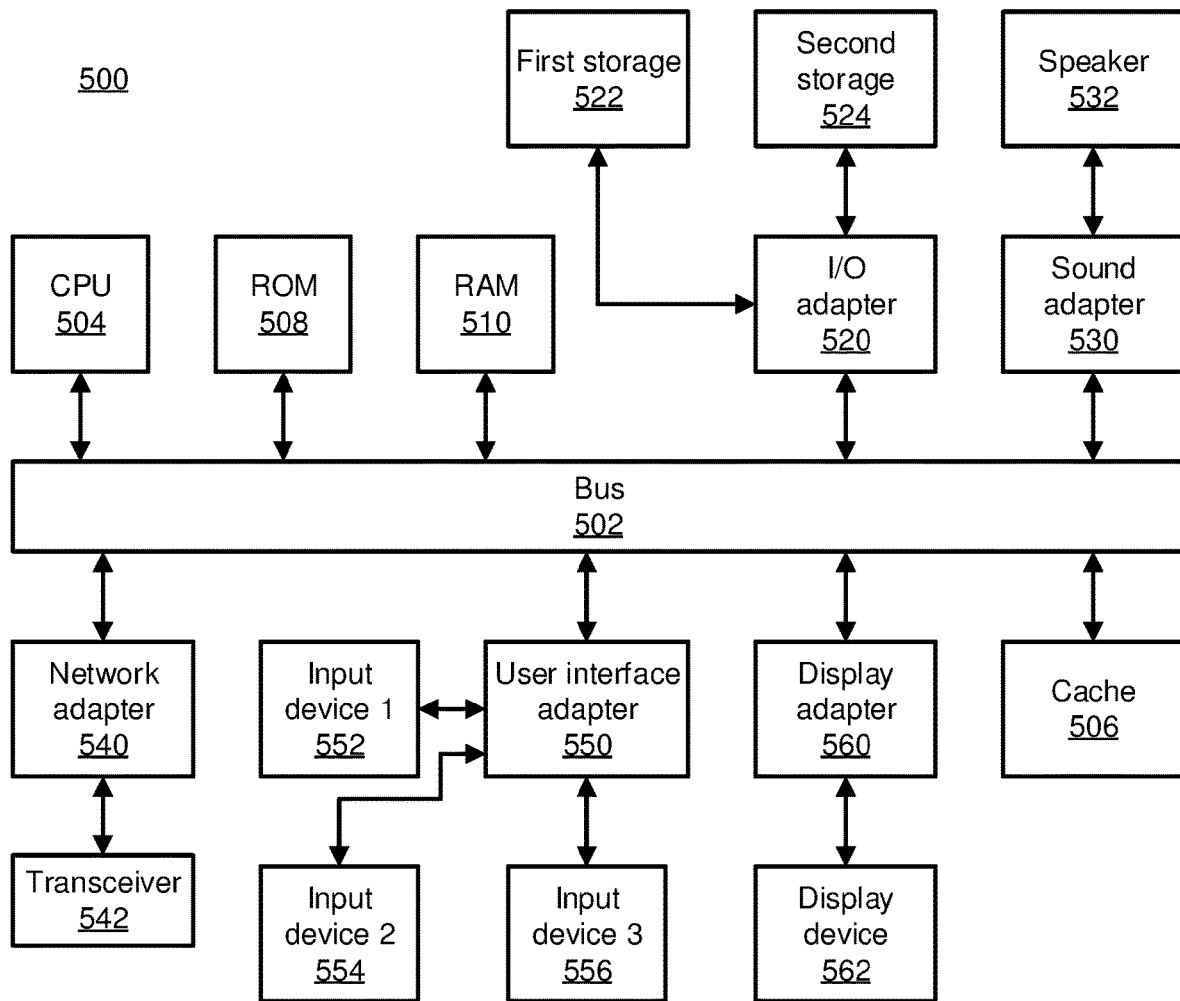 500
First storage
522
Second
storage
524
Speaker
532
CPU
504
ROM
508
RAM
510
I/O
adapter
520
Sound
adapter
530
Bus
502
Network
adapter
540
Input
device 1
552
User interface
adapter
550
Display
adapter
560
Cache
506
Transceiver
542
Input
device 2
554
Input
device 3
556
Display
device
562